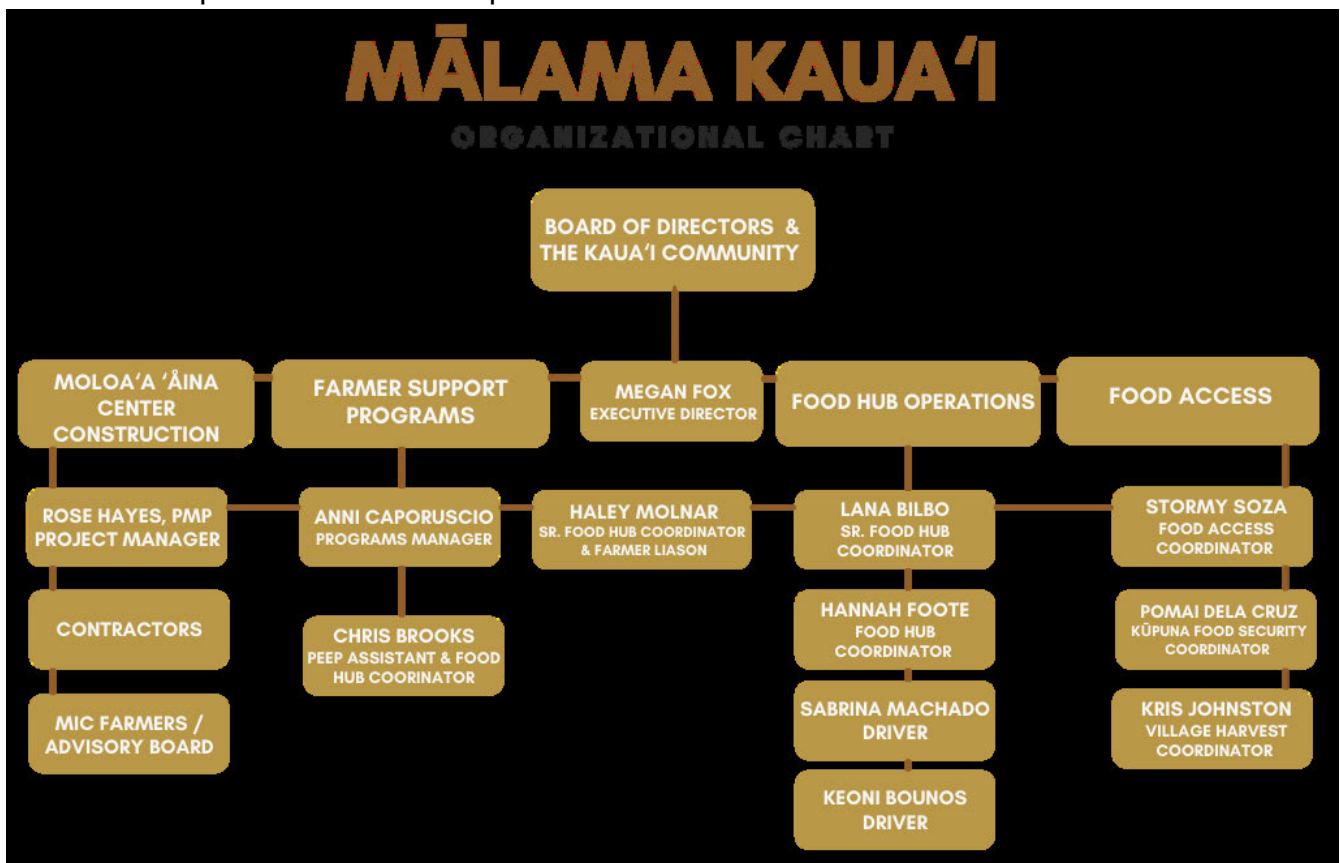 MĀLAMA KAUAʻI
ORGANIZATIONAL CHART
BOARD OF DIRECTORS &
THE KAUAʻI COMMUNITY
MOLOAʻA ʻÅINA
CENTER
CONSTRUCTION
FARMER SUPPORT
PROGRAMS
MEGAN FOX
EXECUTIVE DIRECTOR
FOOD HUB OPERATIONS
FOOD ACCESS
ROSE HAYES, PMP
PROJECT MANAGER
ANNI CAPORUSCIO
PROGRAMS MANAGER
HALEY MOLNAR
SR. FOOD HUB COORDINATOR
& FARMER LIASON
LANA BILBO
SR. FOOD HUB
COORDINATOR
STORMY SOZA
FOOD ACCESS
COORDINATOR
CONTRACTORS
CHRIS BROOKS
PEEP ASSISTANT & FOOD
HUB COORINATOR
HANNAH FOOTE
FOOD HUB
COORDINATOR
POMAI DELA CRUZ
KŪPUNA FOOD SECURITY
COORDINATOR
MIC FARMERS /
ADVISORY BOARD
SABRINA MACHADO
DRIVER
KRIS JOHNSTON
VILLAGE HARVEST
COORDINATOR
KEONI BOUNOS
DRIVER